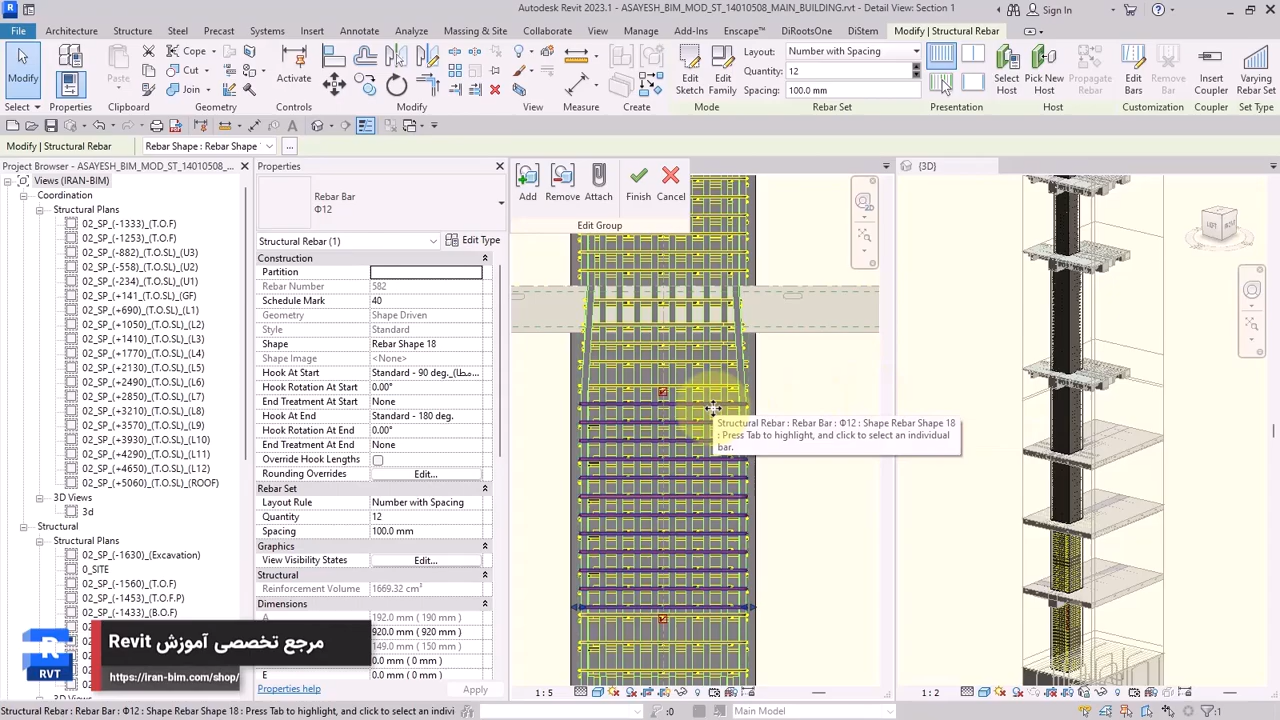 Autodesk Revit 2023.1 - ASAYESH_BIM_MOD_ST_14010508_MAIN_BUILDING.rvt - Detail View: Section 1
Sign In
File
Architecture
Structure
Steel
Precast
Systems
Insert
Annotate
Analyze
Massing & Site
Collaborate
View
Manage
Add-Ins
Enscape™
DiRootsOne
DiStem
Modify | Structural Rebar
Modify
Properties
Paste
Cope
Cut
Join
Activate
Edit Sketch
Edit Family
Layout:
Number with Spacing
Quantity:
12
Spacing:
100.0 mm
Select Host
Pick New Host
Propagate Rebar
Edit Bars
Remove Bar
Insert Coupler
Varying Rebar Set
Select
Properties
Clipboard
Geometry
Controls
Modify
View
Measure
Create
Mode
Rebar Set
Presentation
Host
Customization
Coupler
Set Type
Modify | Structural Rebar
Rebar Shape : Rebar Shape
...
Project Browser - ASAYESH_BIM_MOD_ST_14010508_...
Views (IRAN-BIM)
Coordination
Structural Plans
02_SP_(-1333)_(T.O.F)
02_SP_(-1253)_(T.O.F)
02_SP_(-882)_(T.O.SL)_(U3)
02_SP_(-558)_(T.O.SL)_(U2)
02_SP_(-234)_(T.O.SL)_(U1)
02_SP_(+141_(T.O.SL)_(GF)
02_SP_(+690)_(T.O.SL)_(L1)
02_SP_(+1050)_(T.O.SL)_(L2)
02_SP_(+1410)_(T.O.SL)_(L3)
02_SP_(+1770)_(T.O.SL)_(L4)
02_SP_(+2130)_(T.O.SL)_(L5)
02_SP_(+2490)_(T.O.SL)_(L6)
02_SP_(+2850)_(T.O.SL)_(L7)
02_SP_(+3210)_(T.O.SL)_(L8)
02_SP_(+3570)_(T.O.SL)_(L9)
02_SP_(+3930)_(T.O.SL)_(L10)
02_SP_(+4290)_(T.O.SL)_(L11)
02_SP_(+4650)_(T.O.SL)_(L12)
02_SP_(+5060)_(T.O.SL)_(ROOF)
3D Views
3d
Structural
Structural Plans
02_SP_(-1630)_(Excavation)
0_SITE
02_SP_(-1560)_(T.O.F)
02_SP_(-1453)_(T.O.F.P)
02_SP_(-1433)_(B.O.F)
Properties
Rebar Bar
Φ12
Structural Rebar (1)
Edit Type
Construction
Partition
Rebar Number 582
Schedule Mark 40
Geometry Shape Driven
Style Standard
Shape Rebar Shape 18
Shape Image <None>
Hook At Start Standard - 90 deg._
Hook Rotation At Start 0.00°
End Treatment At Start None
Hook At End Standard - 180 deg.
Hook Rotation At End 0.00°
End Treatment At End None
Override Hook Lengths
Rounding Overrides Edit...
Rebar Set
Layout Rule Number with Spacing
Quantity 12
Spacing 100.0 mm
Graphics
View Visibility States Edit...
Structural
Reinforcement Volume 1669.32 cm³
Dimensions
A 192.0 mm ( 190 mm )
920.0 mm ( 920 mm )
149.0 mm ( 150 mm )
0.0 mm ( 0 mm )
E 0.0 mm ( 0 mm )
Properties help
Apply
Add
Remove
Attach
Finish
Cancel
Edit Group
{3D}
Structural Rebar : Rebar Bar : Φ12 : Shape Rebar Shape 18
: Press Tab to highlight, and click to select an individual
bar.
1 : 5
1 : 2
مرجع تخصصی آموزش Revit
https://iran-bim.com/shop/
RVT
Structural Rebar : Rebar Bar : Φ12 : Shape Rebar Shape 18 : Press Tab to highlight, and click to select an indivi
:0
Main Model
:1